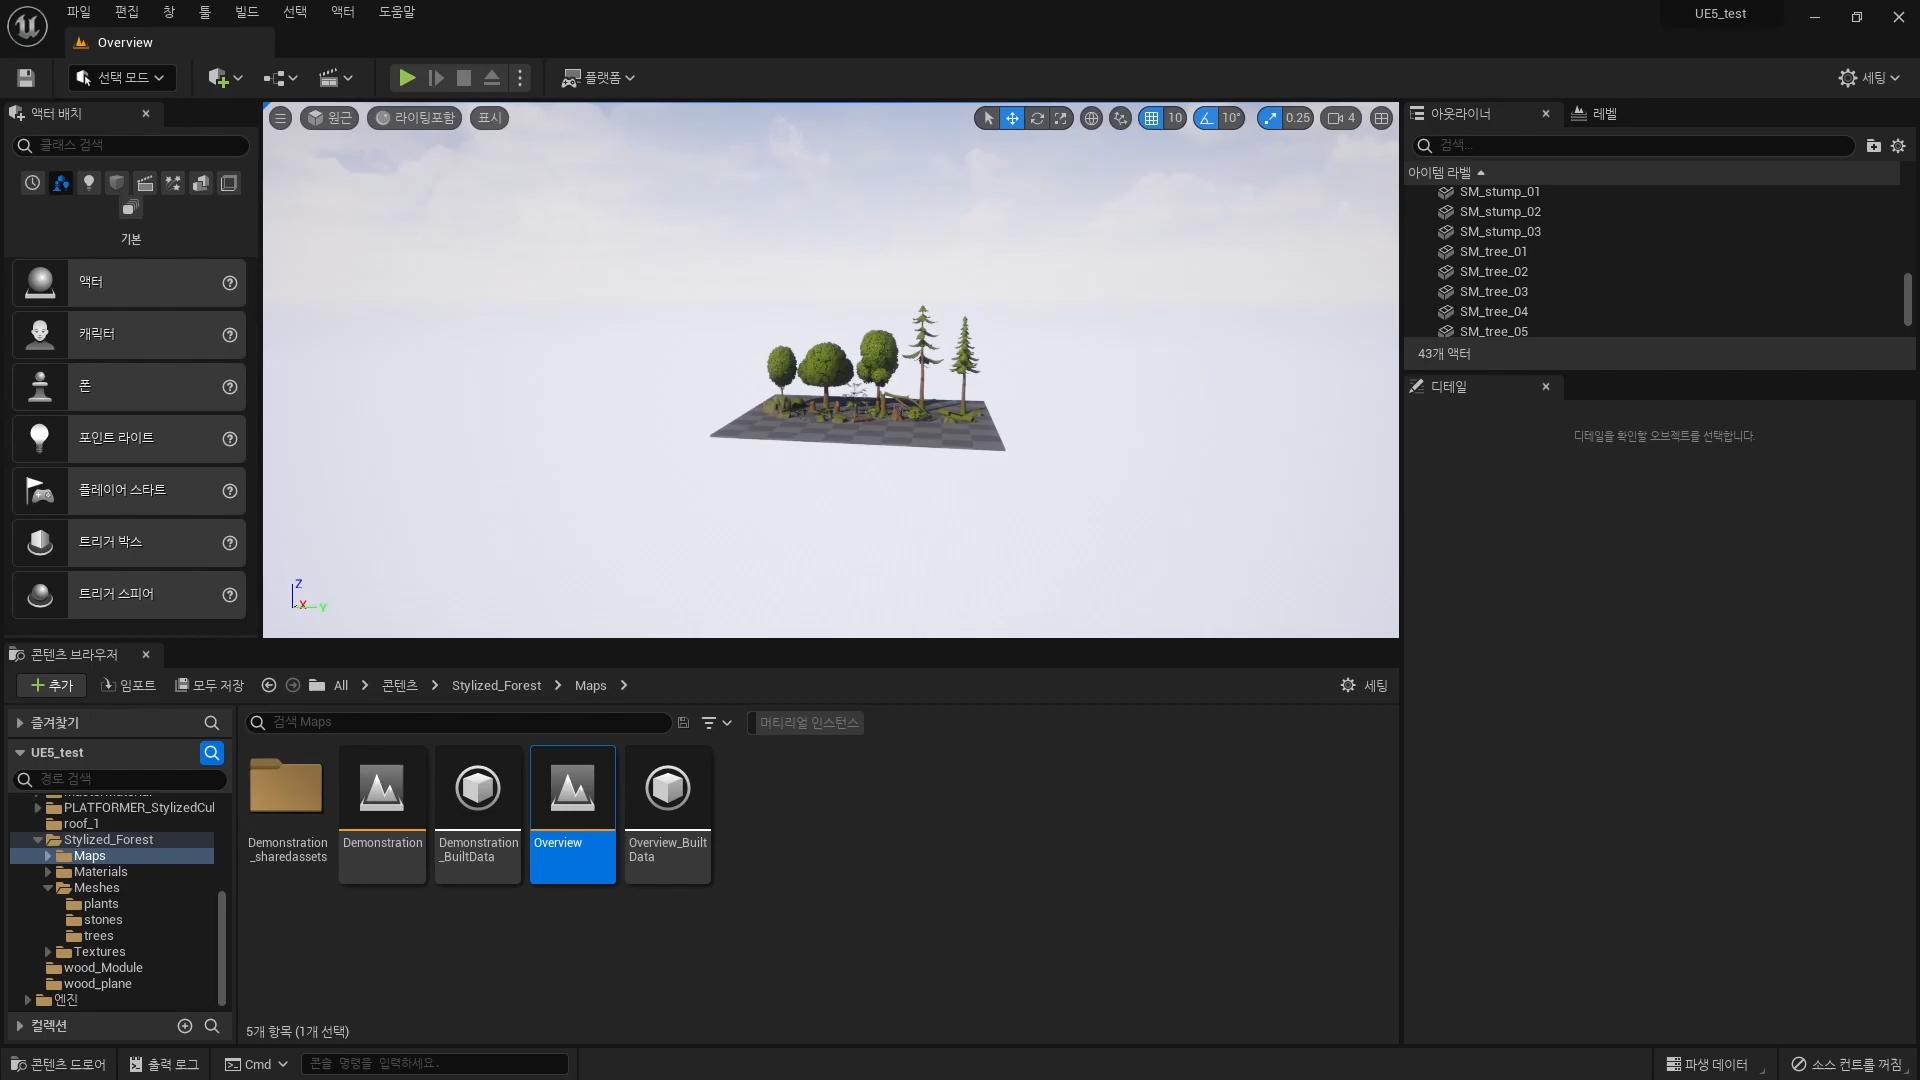 파일 편집 창 툴 빌드 선택 액터 도움말
UE5_test
Overview
선택 모드
플랫폼
세팅
액터 배치
클래스 검색
기본
액터
캐릭터
폰
포인트 라이트
플레이어 스타트
트리거 박스
트리거 스피어
원근
라이팅포함
표시
10
10°
0.25
4
Z
X
Y
아웃라이너
레벨
검색...
아이템 라벨
SM_stump_01
SM_stump_02
SM_stump_03
SM_tree_01
SM_tree_02
SM_tree_03
SM_tree_04
SM_tree_05
43개 액터
디테일
디테일을 확인할 오브젝트를 선택합니다.
콘텐츠 브라우저
추가
임포트
모두 저장
All
콘텐츠
Stylized_Forest
Maps
세팅
즐겨찾기
UE5_test
경로 검색
PLATFORMER_StylizedCul
roof_1
Stylized_Forest
Maps
Materials
Meshes
plants
stones
trees
Textures
wood_Module
wood_plane
엔진
컬렉션
검색 Maps
머티리얼 인스턴스
Demonstration
_sharedassets
Demonstration
Demonstration
_BuiltData
Overview
Overview_Built
Data
5개 항목 (1개 선택)
콘텐츠 드로어
출력 로그
Cmd
콘솔 명령을 입력하세요.
파생 데이터
소스 컨트롤 꺼짐